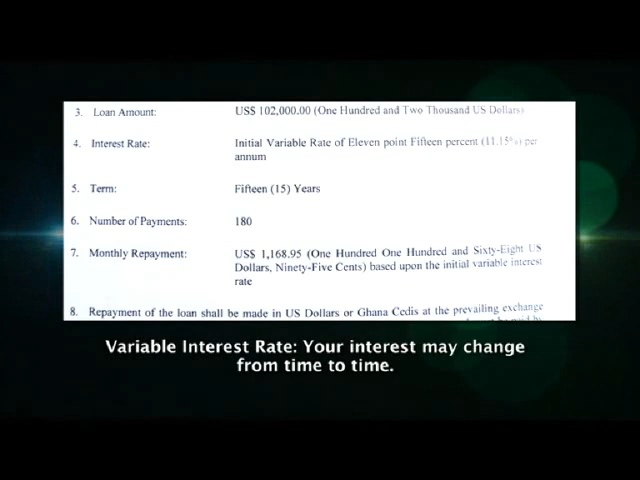 3. Loan Amount: US$ 102,000.00 (One Hundred and Two Thousand US Dollars)
4. Interest Rate: Initial Variable Rate of Eleven point Fifteen percent (11.15%) per
annum
5. Term: Fifteen (15) Years
6. Number of Payments: 180
7. Monthly Repayment: US$ 1,168.95 (One Hundred One Hundred and Sixty-Eight US
Dollars, Ninety-Five Cents) based upon the initial variable interest
rate
8. Repayment of the loan shall be made in US Dollars or Ghana Cedis at the prevailing exchange
Variable Interest Rate: Your interest may change
from time to time.